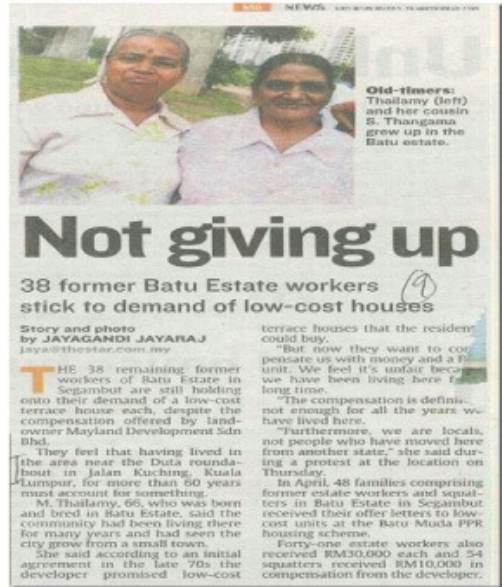 NEWS
Old-timers:
Thailamy (left)
and her cousin
S. Thangama
grew up in the
Batu estate.
Not giving up
38 former Batu Estate workers
stick to demand of low-cost houses
(9)
Story and photo
by JAYAGANDI JAYARAJ
jaya@thestar.com.my
THE 38 remaining former
workers of Batu Estate in
Segambut are still holding
onto their demand of a low-cost
terrace house each, despite the
compensation offered by land-
owner Mayland Development Sdn
Bhd.
They feel that having lived in
the area near the Duta rounda-
bout in Jalan Kuching, Kuala
Lumpur, for more than 60 years
must account for something.
M. Thailamy, 66, who was born
and bred in Batu Estate, said the
community had been living there
for many years and had seen the
city grow from a small town.
She said according to an initial
agreement in the late 70s the
developer promised low-cost
terrace houses that the residen
could buy.
"But now they want to co
pensate us with money and a
unit. We feel it's unfair beca
we have been living here f
long time.
"The compensation is defini
not enough for all the years w
have lived here.
"Furthermore, we are locals,
not people who have moved here
from another state," she said dur-
ing a protest at the location on
Thursday.
In April, 48 families comprising
former estate workers and squat-
ters in Batu Estate in Segambut
received their offer letters to low-
cost units at the Batu Muda PPR
housing scheme.
Forty-one estate workers also
received RM30,000 each and 54
squatters received RM10,000 in
compensation from the developer.